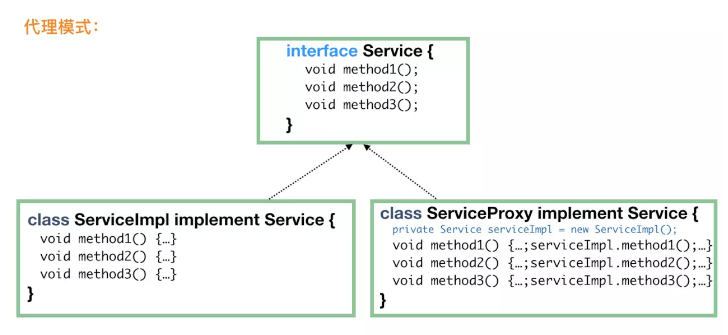 代理模式：
interface Service {
void method1();
void method2();
void method3();
}
class ServiceImpl implement Service {
void method1() {…}
void method2() {…}
void method3() {…}
}
class ServiceProxy implement Service {
private Service serviceImpl = new ServiceImpl();
void method1() {…;serviceImpl.method1();…}
void method2() {…;serviceImpl.method2();…}
void method3() {…;serviceImpl.method3();…}
}